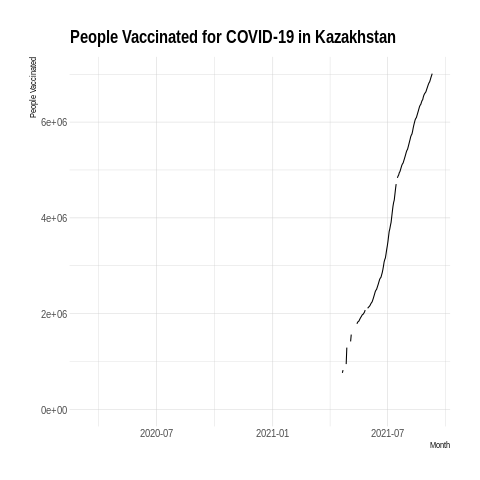 People Vaccinated for COVID-19 in Kazakhstan
People Vaccinated
6e+06
4e+06
2e+06
0e+00
2020-07 2021-01 2021-07
Month